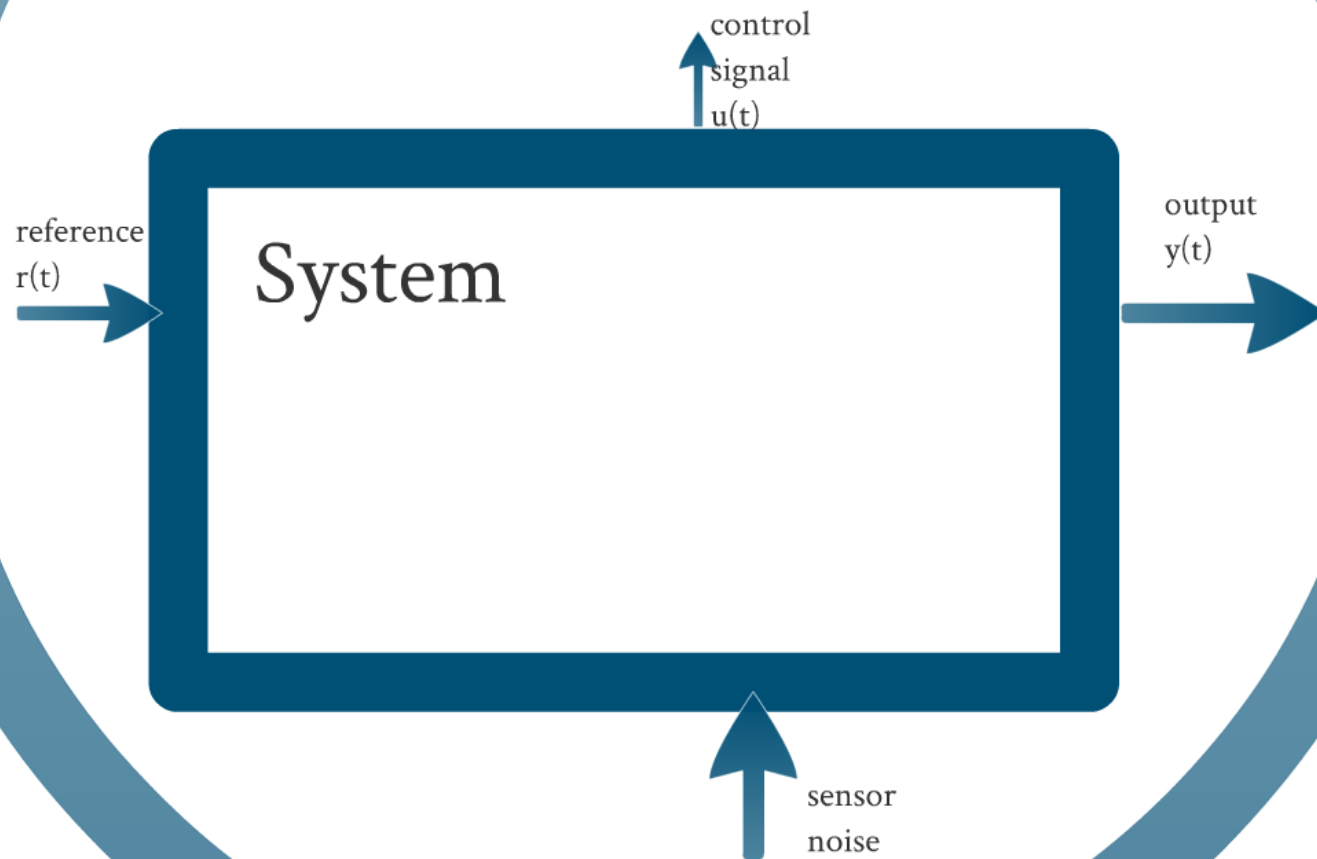 control
signal
u(t)
reference
r(t)
System
output
y(t)
sensor
noise